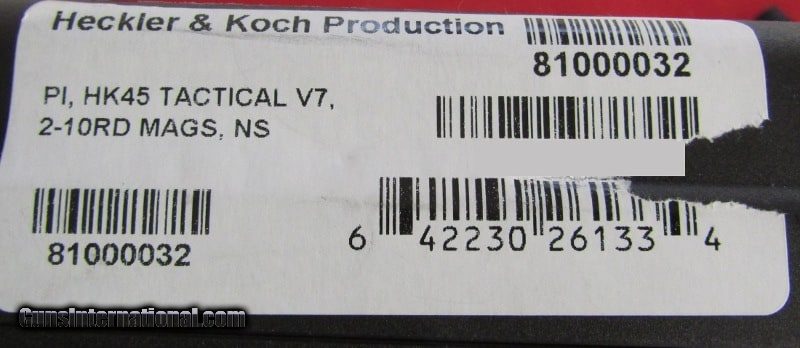 Heckler & Koch Production
81000032
PI, HK45 TACTICAL V7,
2-10RD MAGS, NS
81000032
6 42230 26133 4
GunsInternational.com